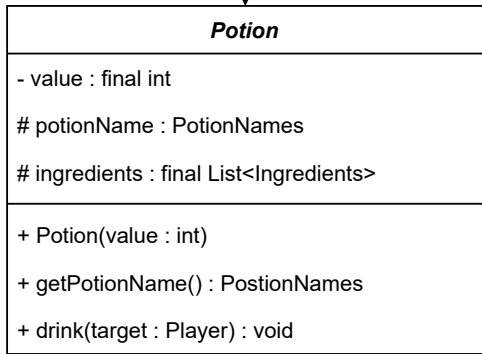 Potion
- value : final int
# potionName : PotionNames
# ingredients : final List<Ingredients>
+ Potion(value : int)
+ getPotionName() : PostionNames
+ drink(target : Player) : void